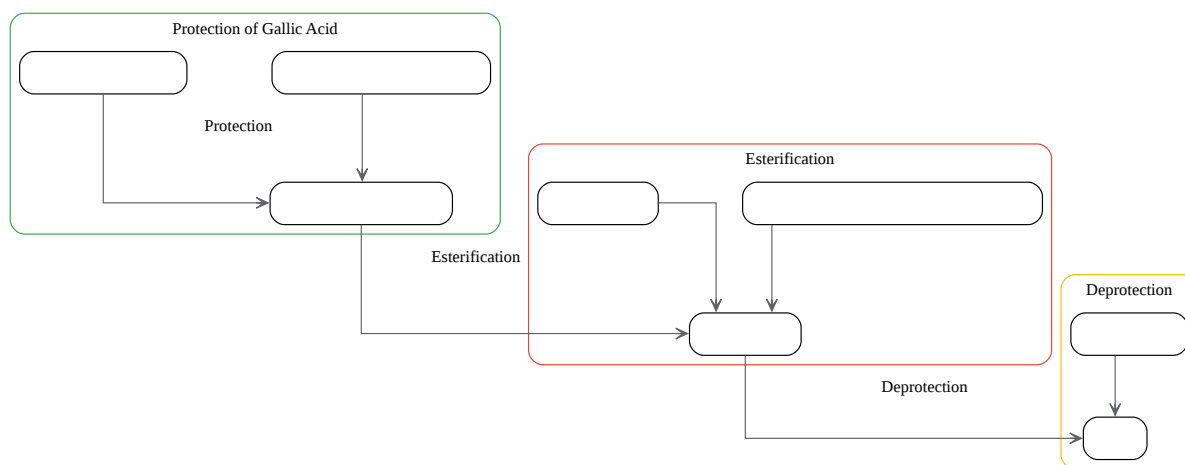 Protection of Gallic Acid
Protection
Esterification
Esterification
Deprotection
Deprotection